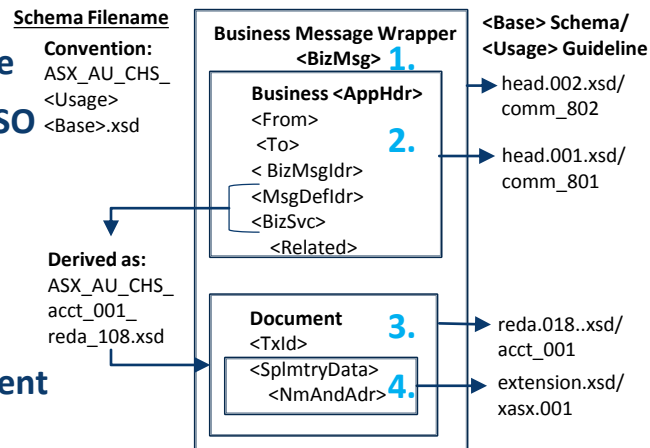 Schema Filename
Convention:
ASX_AU_CHS_
<Usage>
<Base>.xsd
e
SO
Business Message Wrapper
<BizMsg> 1.
Business <AppHdr>
<From>
<To>
2.
< BizMsgIdr>
<MsgDefIdr>
<BizSvc>
<Related>
<Base> Schema/
<Usage> Guideline
head.002.xsd/
comm_802
head.001.xsd/
comm_801
Derived as:
ASX_AU_CHS_
acct_001_
reda_108.xsd
ent
Document
3.
<TxId>
<SplmtryData>
<NmAndAdr>
4.
reda.018..xsd/
acct_001
extension.xsd/
xasx.001